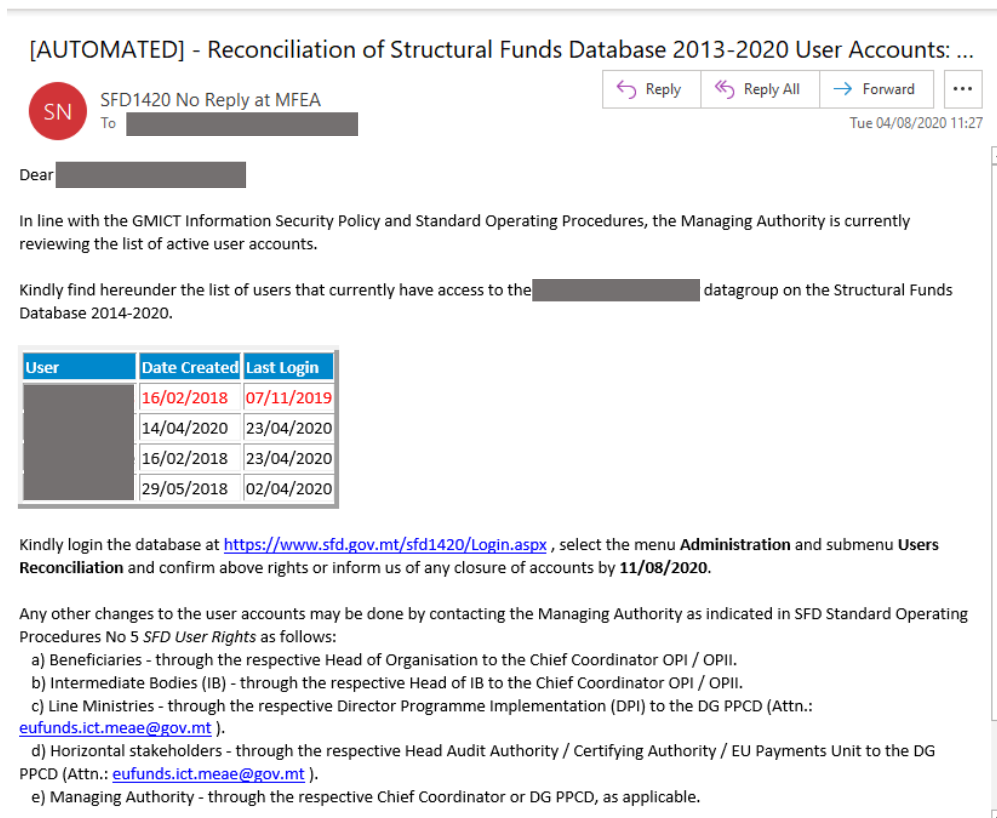 [AUTOMATED] - Reconciliation of Structural Funds Database 2013-2020 User Accounts: ...
SN
SFD1420 No Reply at MFEA
To
Reply
Reply All
Forward
Tue 04/08/2020 11:27
Dear
In line with the GMICT Information Security Policy and Standard Operating Procedures, the Managing Authority is currently
reviewing the list of active user accounts.
Kindly find hereunder the list of users that currently have access to the datagroup on the Structural Funds
Database 2014-2020.
User Date Created Last Login
16/02/2018 07/11/2019
14/04/2020 23/04/2020
16/02/2018 23/04/2020
29/05/2018 02/04/2020
Kindly login the database at https://www.sfd.gov.mt/sfd1420/Login.aspx , select the menu Administration and submenu Users
Reconciliation and confirm above rights or inform us of any closure of accounts by 11/08/2020.
Any other changes to the user accounts may be done by contacting the Managing Authority as indicated in SFD Standard Operating
Procedures No 5 SFD User Rights as follows:
a) Beneficiaries - through the respective Head of Organisation to the Chief Coordinator OPI / OPII.
b) Intermediate Bodies (IB) - through the respective Head of IB to the Chief Coordinator OPI / OPII.
c) Line Ministries - through the respective Director Programme Implementation (DPI) to the DG PPCD (Attn.:
eufunds.ict.meae@gov.mt ).
d) Horizontal stakeholders - through the respective Head Audit Authority / Certifying Authority / EU Payments Unit to the DG
PPCD (Attn.: eufunds.ict.meae@gov.mt ).
e) Managing Authority - through the respective Chief Coordinator or DG PPCD, as applicable.